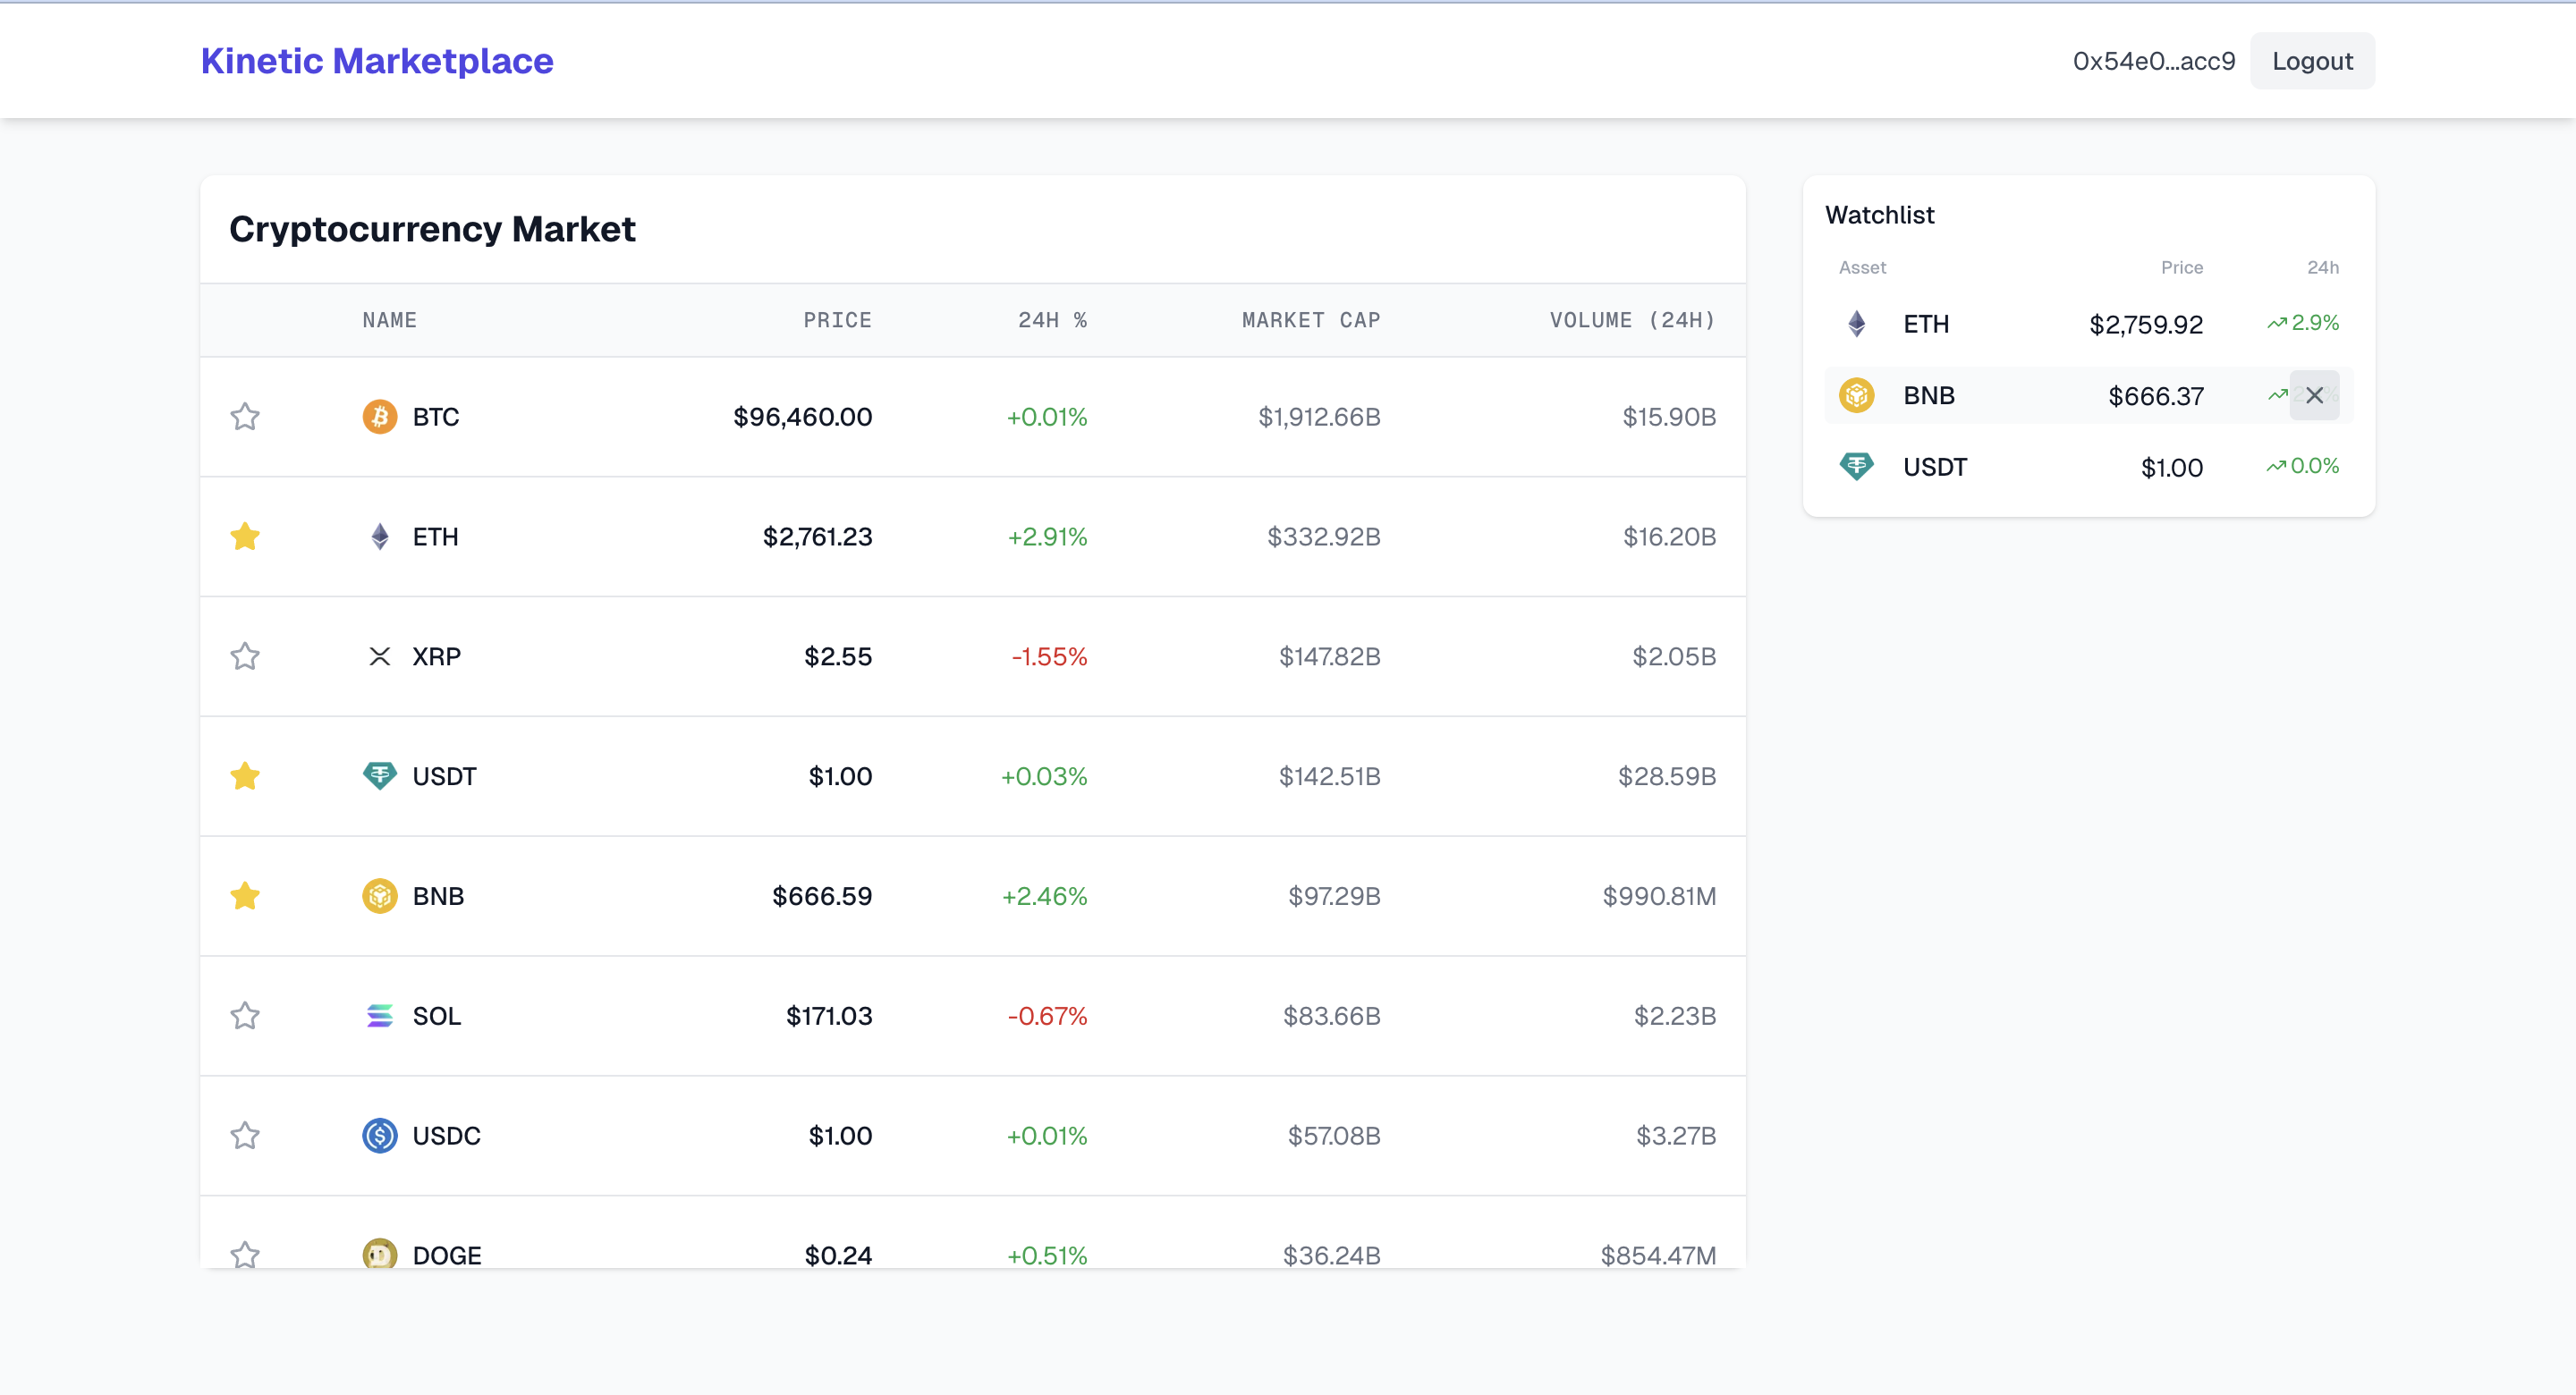 Kinetic Marketplace
0x54e0...acc9 Logout
Cryptocurrency Market
NAME PRICE 24H % MARKET CAP VOLUME (24H)
BTC $96,460.00 +0.01% $1,912.66B $15.90B
ETH $2,761.23 +2.91% $332.92B $16.20B
XRP $2.55 -1.55% $147.82B $2.05B
USDT $1.00 +0.03% $142.51B $28.59B
BNB $666.59 +2.46% $97.29B $990.81M
SOL $171.03 -0.67% $83.66B $2.23B
USDC $1.00 +0.01% $57.08B $3.27B
DOGE $0.24 +0.51% $36.24B $854.47M
Watchlist
Asset Price 24h
ETH $2,759.92 2.9%
BNB $666.37
USDT $1.00 0.0%